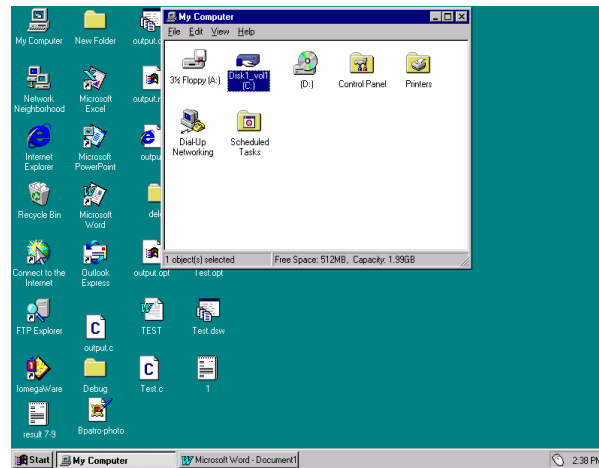 My Computer
File Edit View Help
3½ Floppy (A:)
Disk1_vol1
(C:)
(D:)
Control Panel
Printers
Dial-Up
Networking
Scheduled
Tasks
1 object(s) selected
Free Space: 512MB, Capacity: 1.99GB
My Computer
New Folder
Network
Neighborhood
Microsoft
Excel
Internet
Explorer
Microsoft
PowerPoint
Recycle Bin
Microsoft
Word
Connect to the
Internet
Outlook
Express
output.opt
Test.opt
FTP Explorer
output.c
TEST
Test.dsw
IomegaWare
Debug
Test.c
1
result 7-9
Bpatro-photo
Start
My Computer
Microsoft Word - Document1
2:38 PM